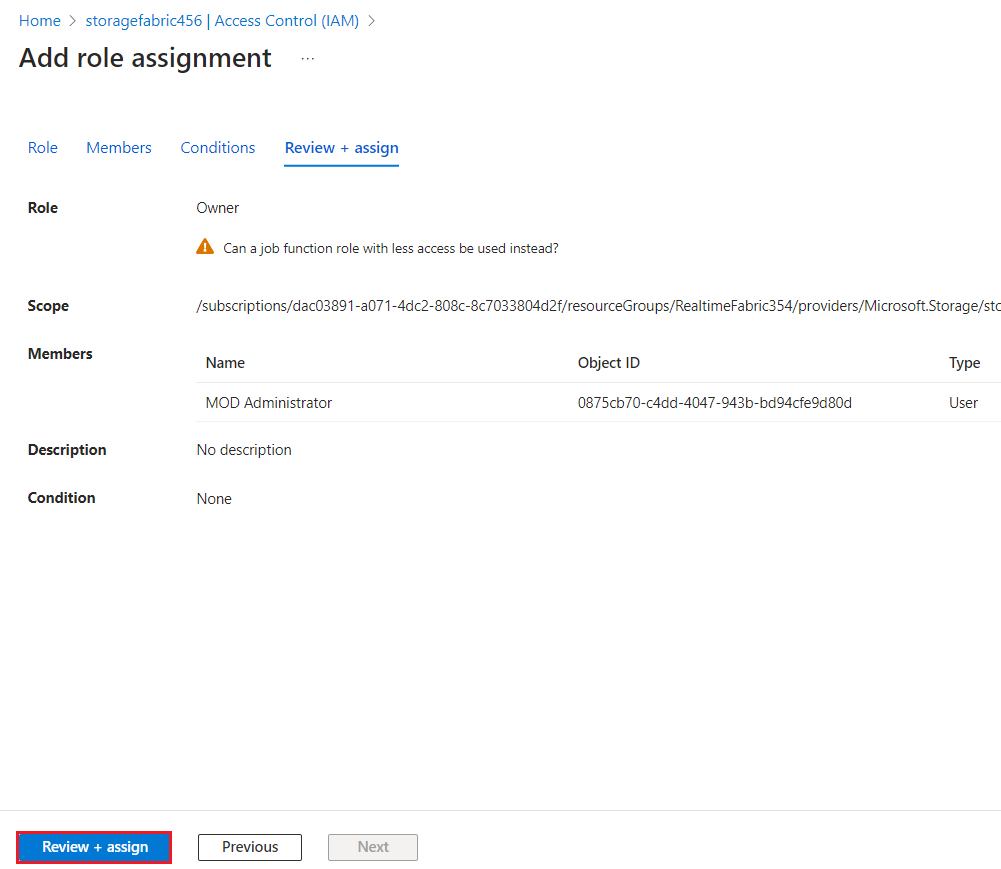 Home > storagefabric456 | Access Control (IAM) >
Add role assignment ...
Role Members Conditions Review + assign
Role Owner
Can a job function role with less access be used instead?
Scope /subscriptions/dac03891-a071-4dc2-808c-8c7033804d2f/resourceGroups/RealtimeFabric354/providers/Microsoft.Storage/sto
Members Name Object ID Type
MOD Administrator 0875cb70-c4dd-4047-943b-bd94cfe9d80d User
Description No description
Condition None
Review + assign Previous Next